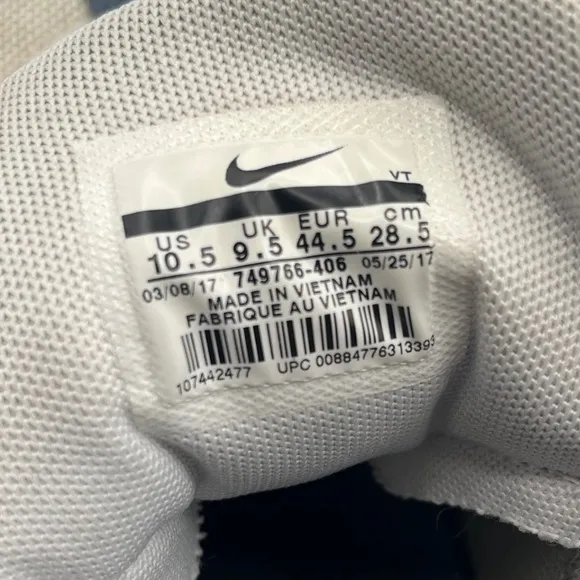 VT
US UK EUR cm
10.5 9.5 44.5 28.5
03/08/17 749766-406 05/25/17
MADE IN VIETNAM
FABRIQUE AU VIETNAM
107442477 UPC 00884776313393